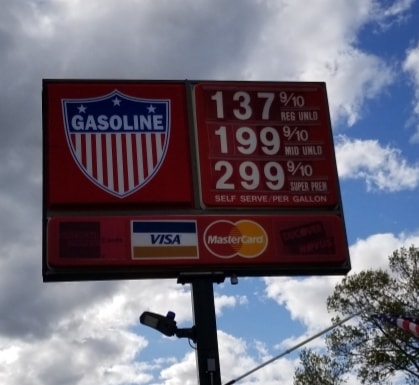 GASOLINE
137 9/10
REG UNLD
199 9/10
MID UNLD
299 9/10
SUPER PREM
SELF SERVE/PER GALLON
VISA
MasterCard
DISCOVER